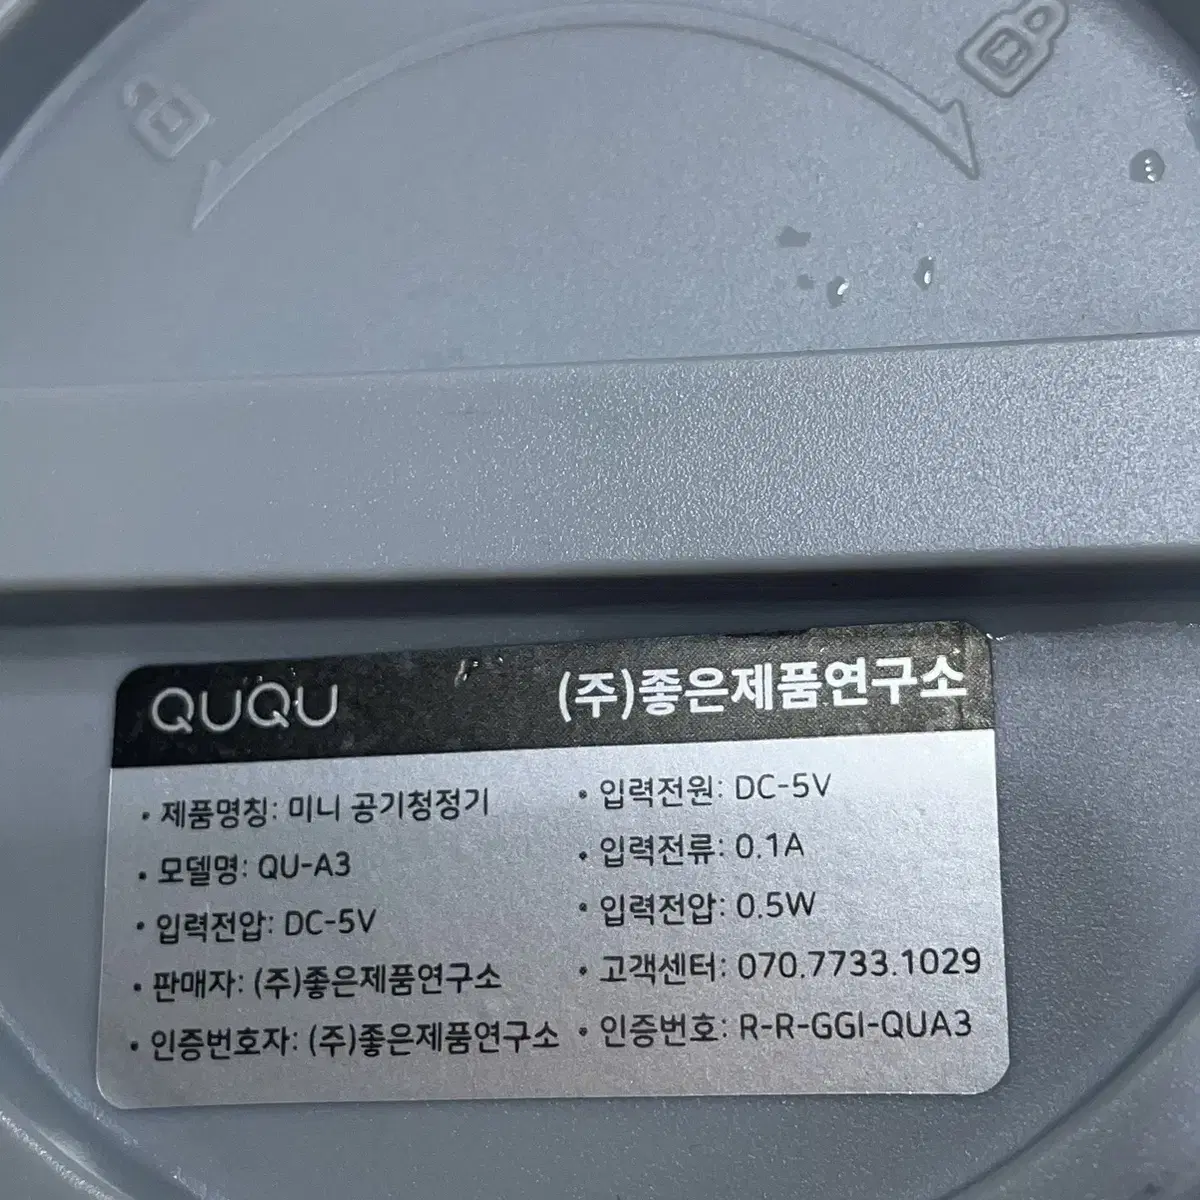 QUQU
(주)좋은제품연구소
• 제품명칭: 미니 공기청정기
• 모델명: QU-A3
• 입력전압: DC-5V
• 판매자: (주)좋은제품연구소
• 인증번호자: (주)좋은제품연구소
• 입력전원: DC-5V
• 입력전류: 0.1A
• 입력전압: 0.5W
• 고객센터: 070.7733.1029
• 인증번호: R-R-GGI-QUA3